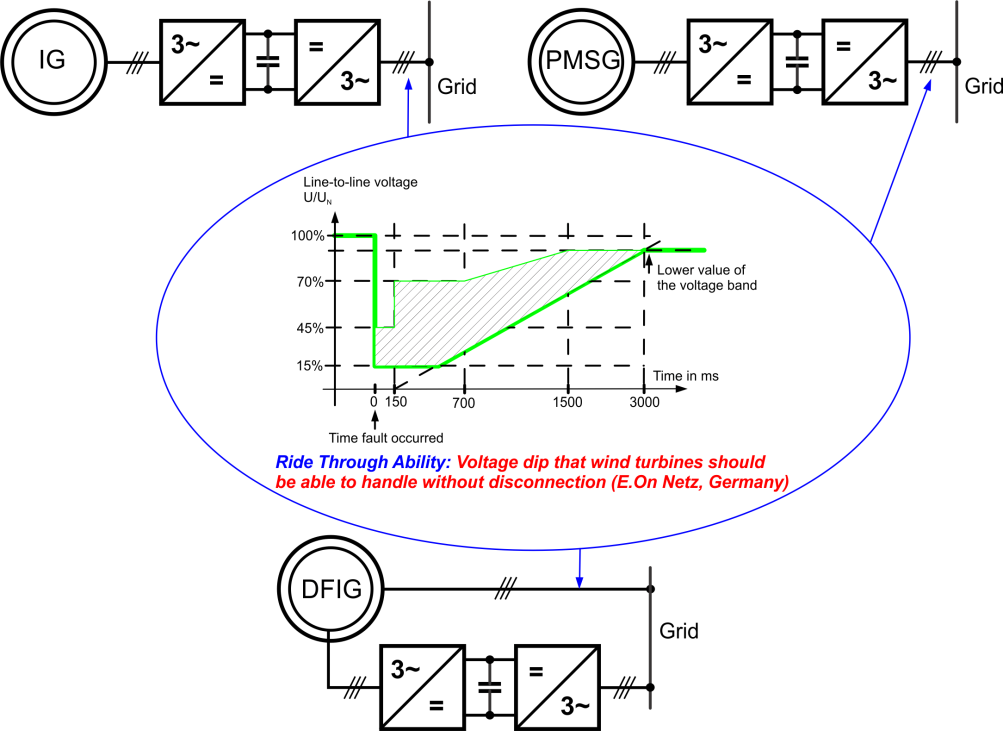 IG
3~
=
=
3~
Grid
PMSG
3~
=
=
3~
Grid
Line-to-line voltage
U/U_N
100%
70%
45%
15%
Lower value of
the voltage band
Time in ms
0 150 700 1500 3000
Time fault occurred
Ride Through Ability: Voltage dip that wind turbines should
be able to handle without disconnection (E.On Netz, Germany)
DFIG
Grid
3~
=
=
3~